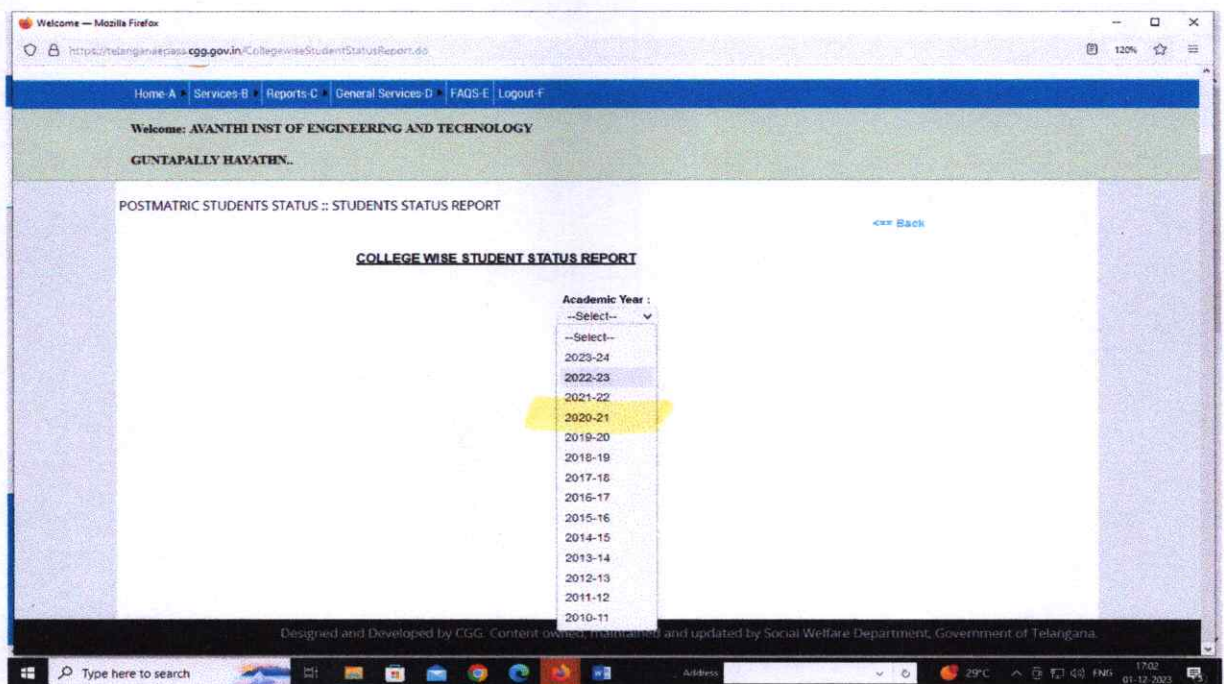 Welcome — Mozilla Firefox
https://telanganaepass.cgg.gov.in/CollegewiseStudentStatusReport.do
120%
Home-A Services-B Reports-C General Services-D FAQS-E Logout-F
Welcome: AVANTHI INST OF ENGINEERING AND TECHNOLOGY
GUNTAPALLY HAYATHN..
POSTMATRIC STUDENTS STATUS :: STUDENTS STATUS REPORT
<== Back
COLLEGE WISE STUDENT STATUS REPORT
Academic Year :
--Select--
--Select--
2023-24
2022-23
2021-22
2020-21
2019-20
2018-19
2017-18
2016-17
2015-16
2014-15
2013-14
2012-13
2011-12
2010-11
Designed and Developed by CGG. Content owned, maintained and updated by Social Welfare Department, Government of Telangana.
Type here to search
Address
29°C
ENG
17:02
01-12-2023